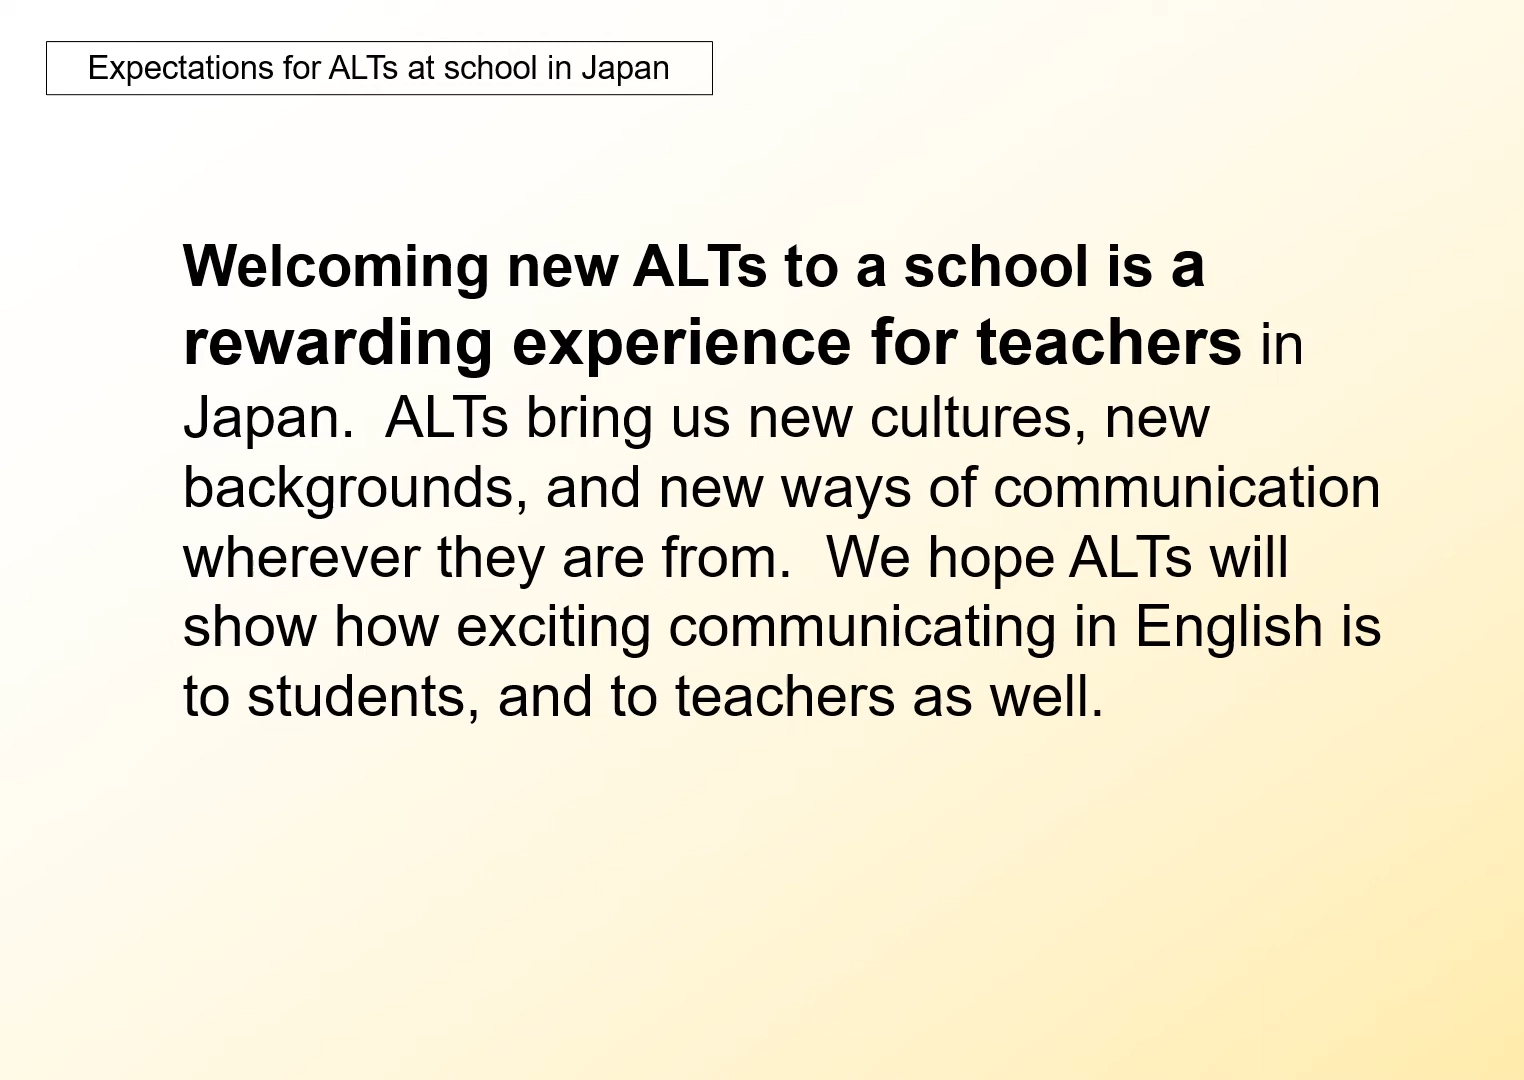 Expectations for ALTs at school in Japan
Welcoming new ALTs to a school is a
rewarding experience for teachers in
Japan.  ALTs bring us new cultures, new
backgrounds, and new ways of communication
wherever they are from.  We hope ALTs will
show how exciting communicating in English is
to students, and to teachers as well.